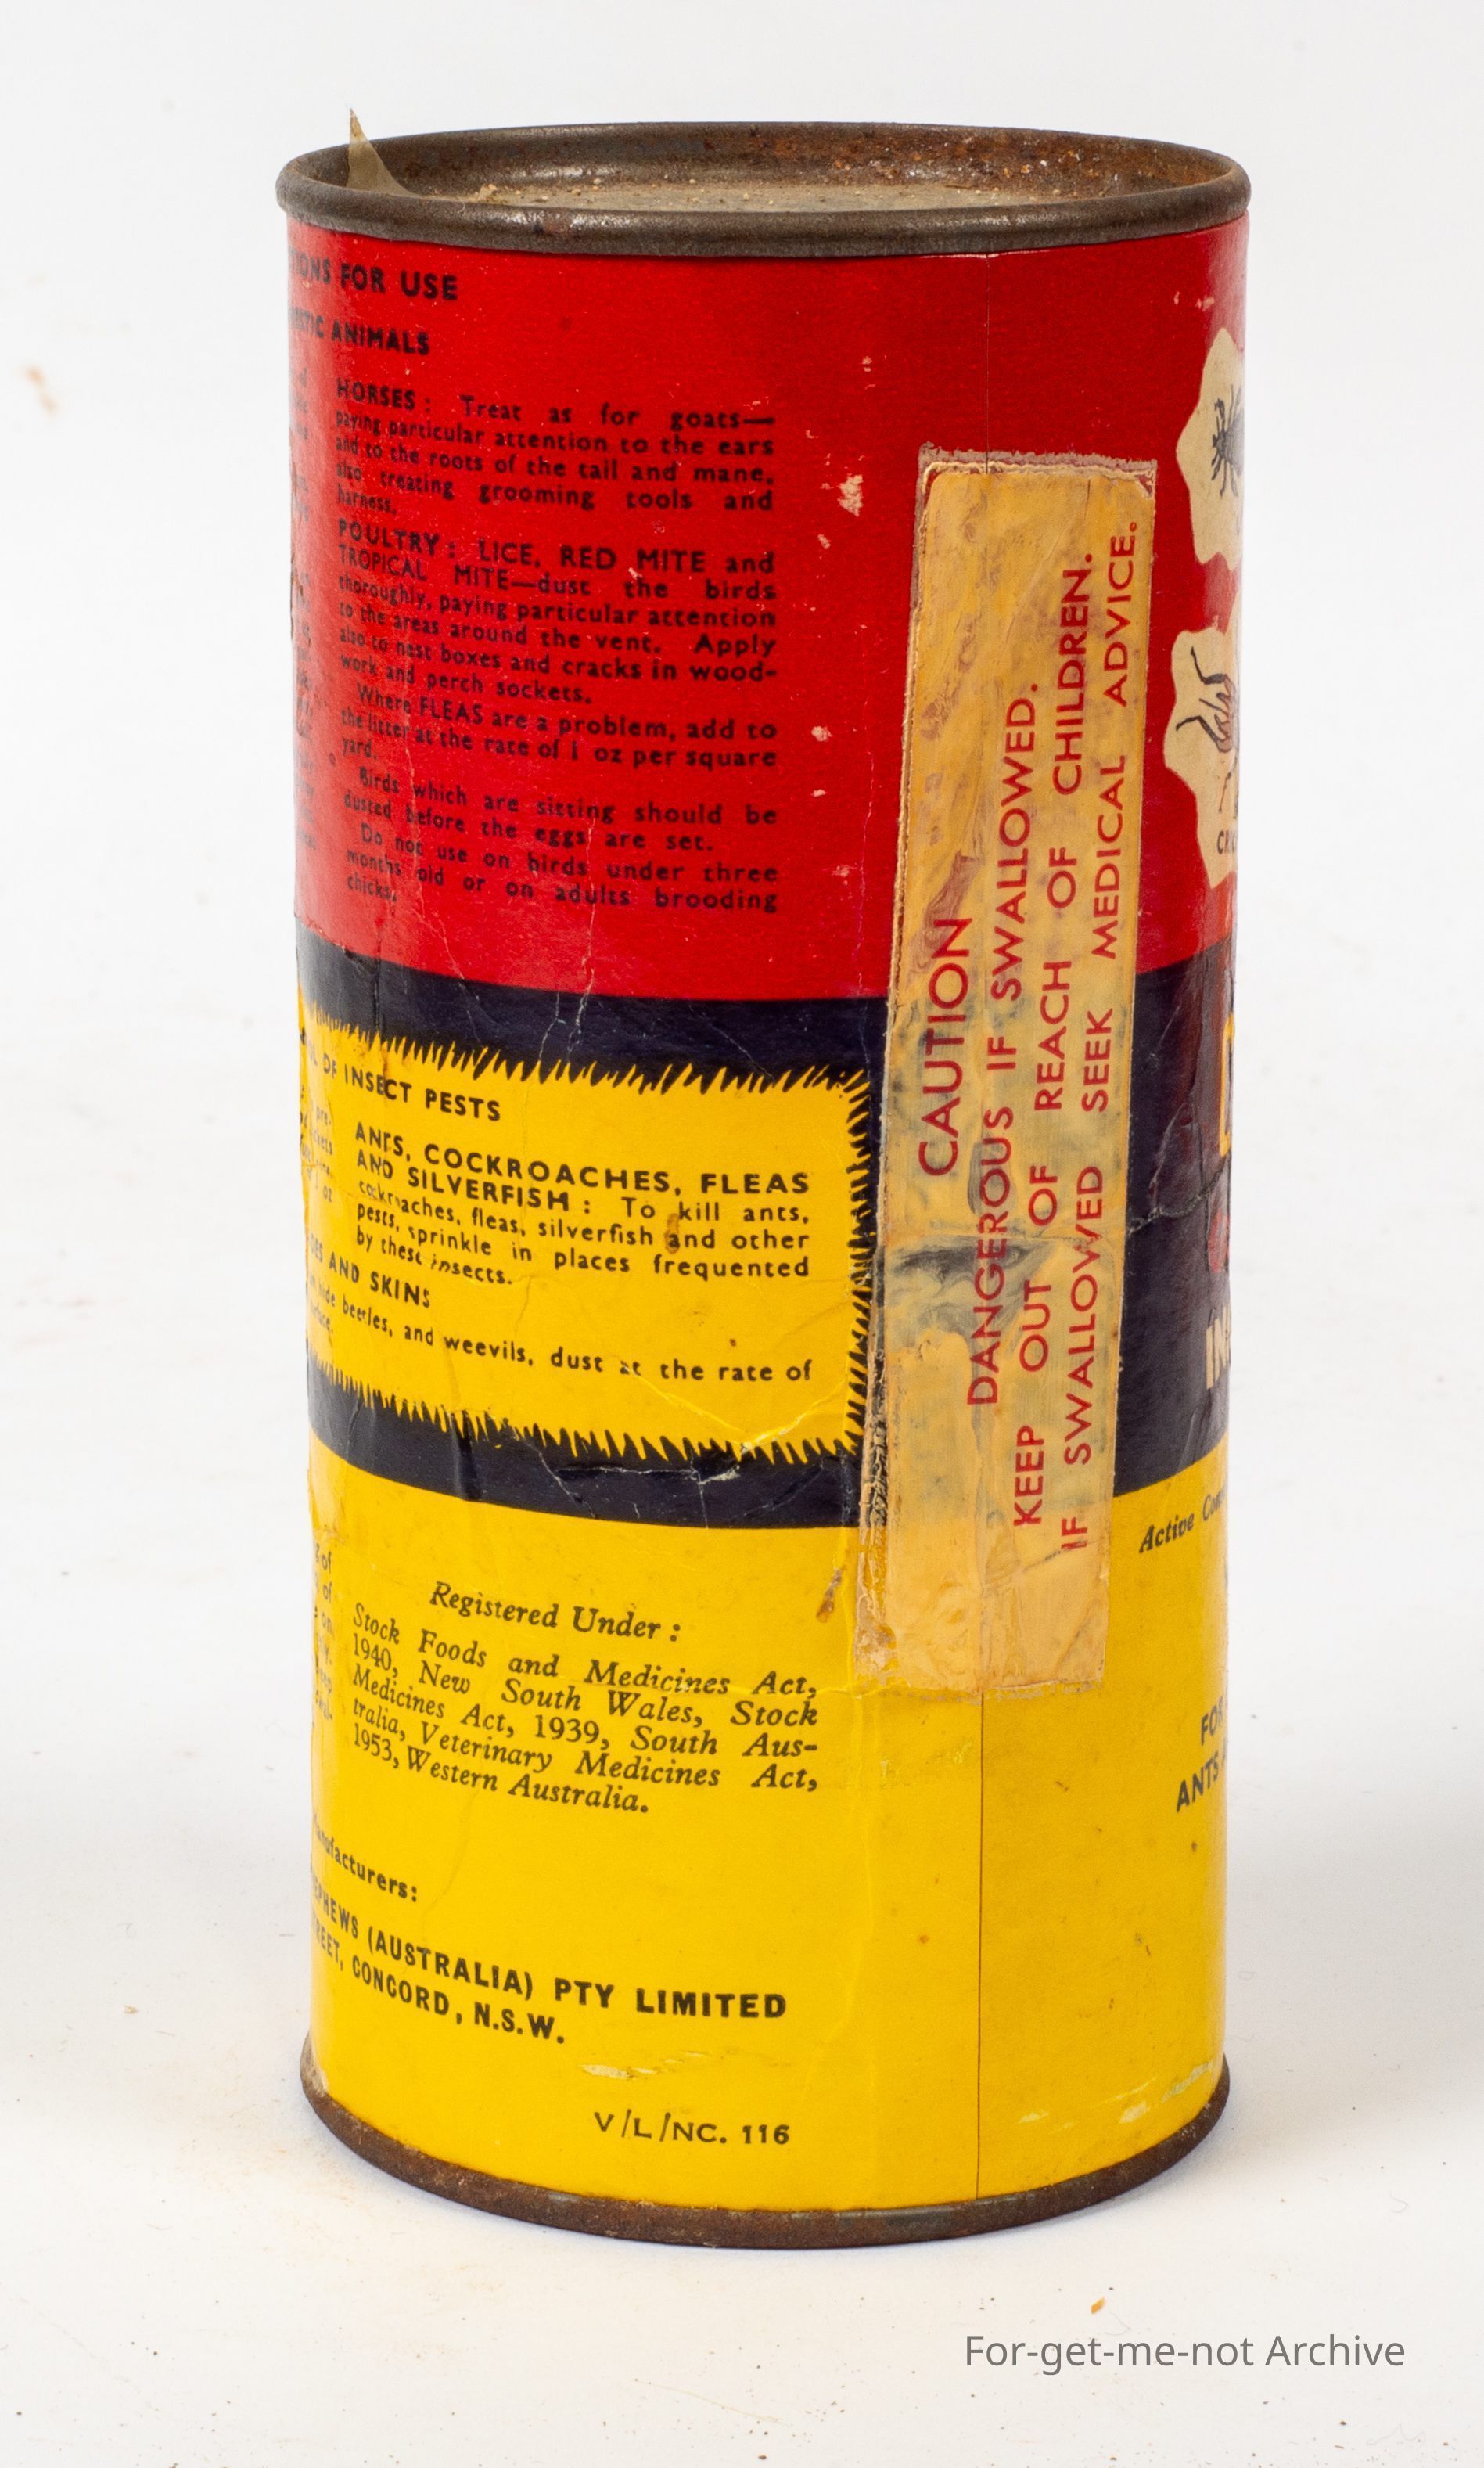 FOR USE
ANIMALS
HORSES : Treat as for goats—
paying particular attention to the ears
and to the roots of the tail and mane,
also treating grooming tools and
harness.
POULTRY : LICE, RED MITE and
TROPICAL MITE—dust the birds
thoroughly, paying particular attention
to the areas around the vent. Apply
also to nest boxes and cracks in wood-
work and perch sockets.
Where FLEAS are a problem, add to
the litter at the rate of 1 oz per square
yard.
Birds which are sitting should be
dusted before the eggs are set.
Do not use on birds under three
months old or on adults brooding
chicks.
OF INSECT PESTS
ANTS, COCKROACHES, FLEAS
AND SILVERFISH : To kill ants,
cockroaches, fleas, silverfish and other
pests, sprinkle in places frequented
by these insects.
AND SKINS
beetles, and weevils, dust at the rate of
Registered Under :
Stock Foods and Medicines Act,
1940, New South Wales, Stock
Medicines Act, 1939, South Aus-
tralia, Veterinary Medicines Act,
1953, Western Australia.
(AUSTRALIA) PTY LIMITED
CONCORD, N.S.W.
V/L/NC. 116
CAUTION
DANGEROUS IF SWALLOWED.
KEEP OUT OF REACH OF CHILDREN.
IF SWALLOWED SEEK MEDICAL ADVICE.
Active
ANTS
For-get-me-not Archive